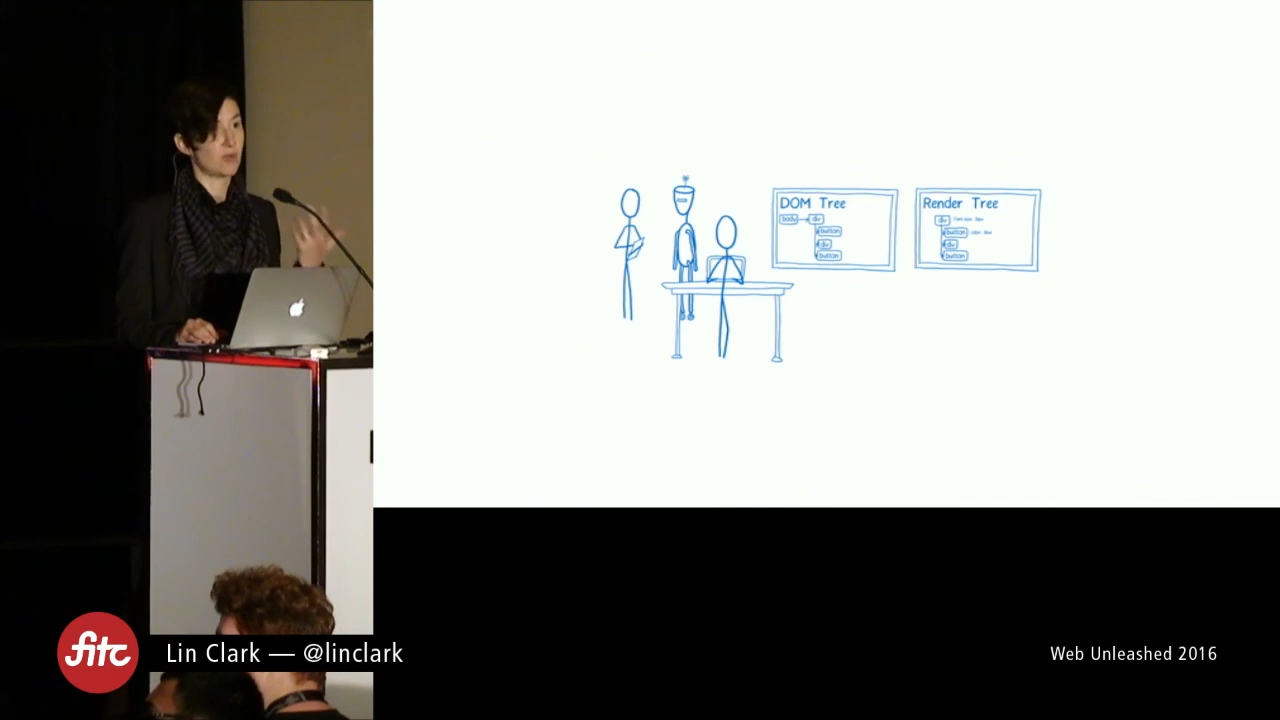 DOM Tree
body
div
button
div
button
Render Tree
div
button
div
button
fitc
Lin Clark — @linclark
Web Unleashed 2016